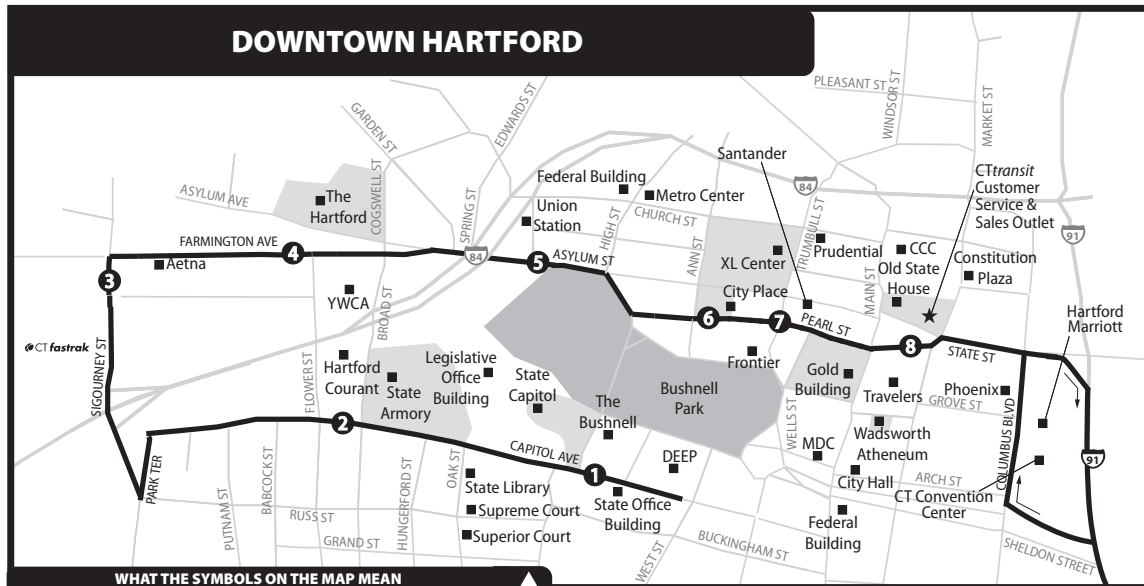 DOWNTOWN HARTFORD
PLEASANT ST
WINDSOR ST
MARKET ST
EDWARDS ST
GARDEN ST
Santander
84
CTtransit
Customer
Service &
Sales Outlet
Federal Building
Metro Center
ASYLUM AVE
The
Hartford
COGSWELL ST
SPRING ST
Union
Station
HIGH ST
CHURCH ST
ANN ST
TRUMBULL ST
Prudential
CCC
91
FARMINGTON AVE
4
84
5
ASYLUM ST
XL Center
MAIN ST
Old State
House
Constitution
Plaza
3
Aetna
YWCA
BROAD ST
City Place
6
7
PEARL ST
8
STATE ST
Hartford
Marriott
CT fastrak
SIGOURNEY ST
FLOWER ST
Hartford
Courant
State
Armory
Legislative
Office
Building
State
Capitol
The
Bushnell
Bushnell
Park
Frontier
Gold
Building
Travelers
Phoenix
GROVE ST
COLUMBUS BLVD
2
CAPITOL AVE
1
DEEP
WELLS ST
MDC
Wadsworth
Atheneum
City Hall
ARCH ST
CT Convention
Center
91
PARK TER
PUTNAM ST
BABCOCK ST
HUNGERFORD ST
OAK ST
State Library
Supreme Court
Superior Court
State Office
Building
RUSS ST
GRAND ST
WEST ST
BUCKINGHAM ST
Federal
Building
SHELDON STREET
WHAT THE SYMBOLS ON THE MAP MEAN